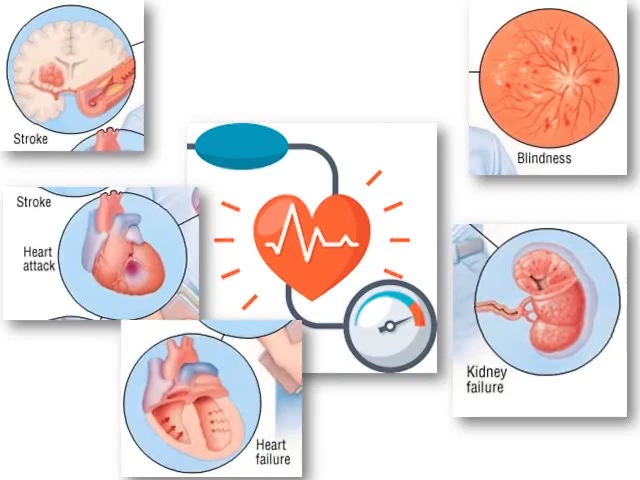 Stroke
Blindness
Stroke
Heart
attack
Kidney
failure
Heart
failure